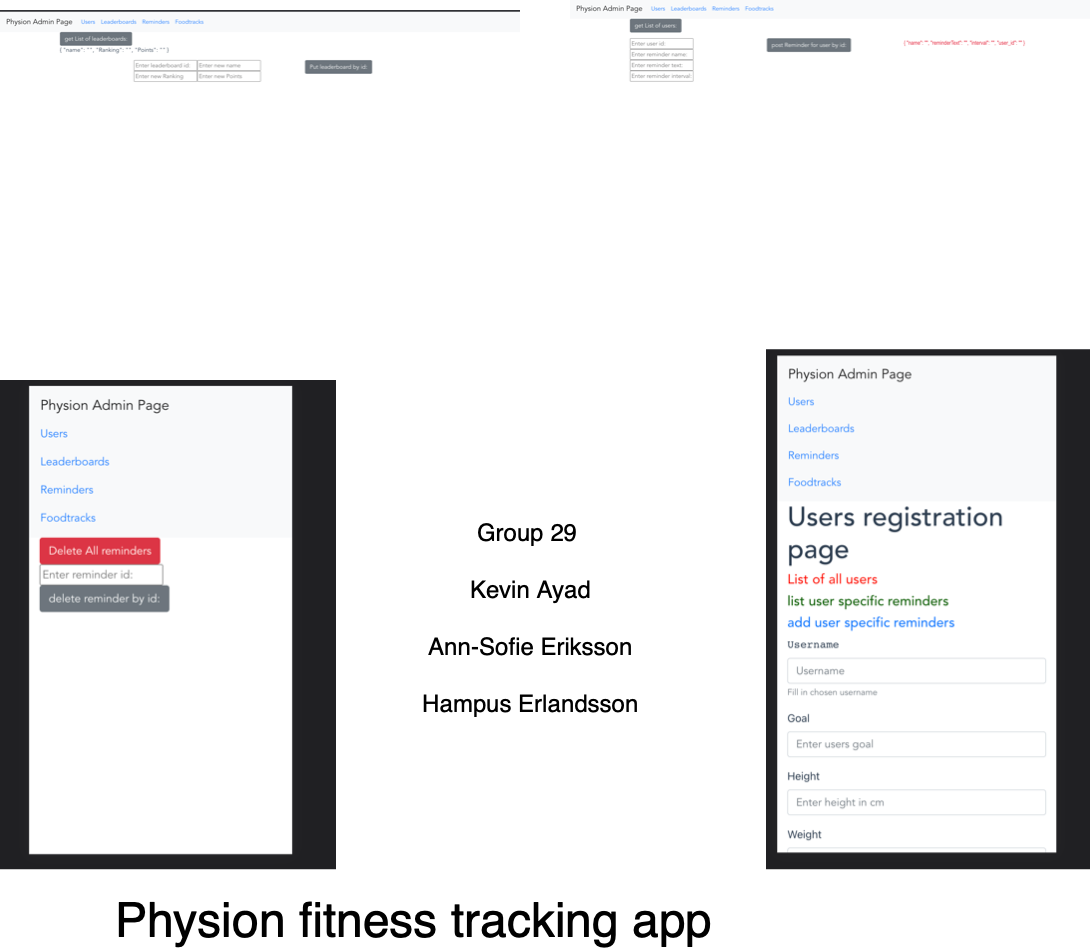 Physion Admin Page Users Leaderboards Reminders Foodtracks
get List of leaderboards
{ "name": "", "Ranking": "", "Points": "" }
Enter leaderboard id: Enter new name Put leaderboard by id:
Enter new Ranking Enter new Points
Physion Admin Page Users Leaderboards Reminders Foodtracks
get List of users:
Enter user id: post Reminder for user by id: { "name": "", "reminderText": "", "interval": "", "user_id": "" }
Enter reminder name:
Enter reminder text:
Enter reminder interval:
Physion Admin Page
Users
Leaderboards
Reminders
Foodtracks
Delete All reminders
Enter reminder id:
delete reminder by id:
Group 29
Kevin Ayad
Ann-Sofie Eriksson
Hampus Erlandsson
Physion Admin Page
Users
Leaderboards
Reminders
Foodtracks
Users registration
page
List of all users
list user specific reminders
add user specific reminders
Username
Username
Fill in chosen username
Goal
Enter users goal
Height
Enter height in cm
Weight
Physion fitness tracking app